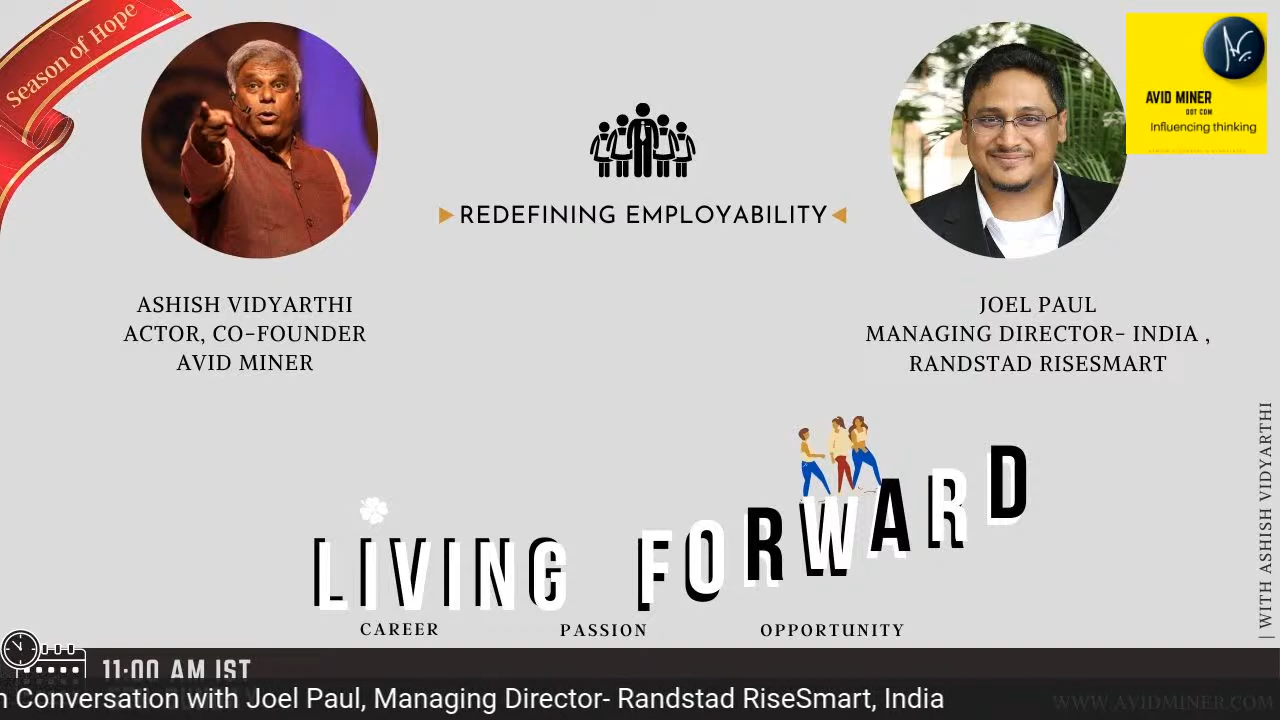 Season of Hope
AVID MINER
DOT COM
Influencing thinking
REDEFINING EMPLOYABILITY
ASHISH VIDYARTHI
ACTOR, CO-FOUNDER
AVID MINER
JOEL PAUL
MANAGING DIRECTOR- INDIA ,
RANDSTAD RISESMART
LIVING FORWARD
CAREER PASSION OPPORTUNITY
| WITH ASHISH VIDYARTHI
11:00 AM IST
n Conversation with Joel Paul, Managing Director- Randstad RiseSmart, India
WWW.AVIDMINER.COM